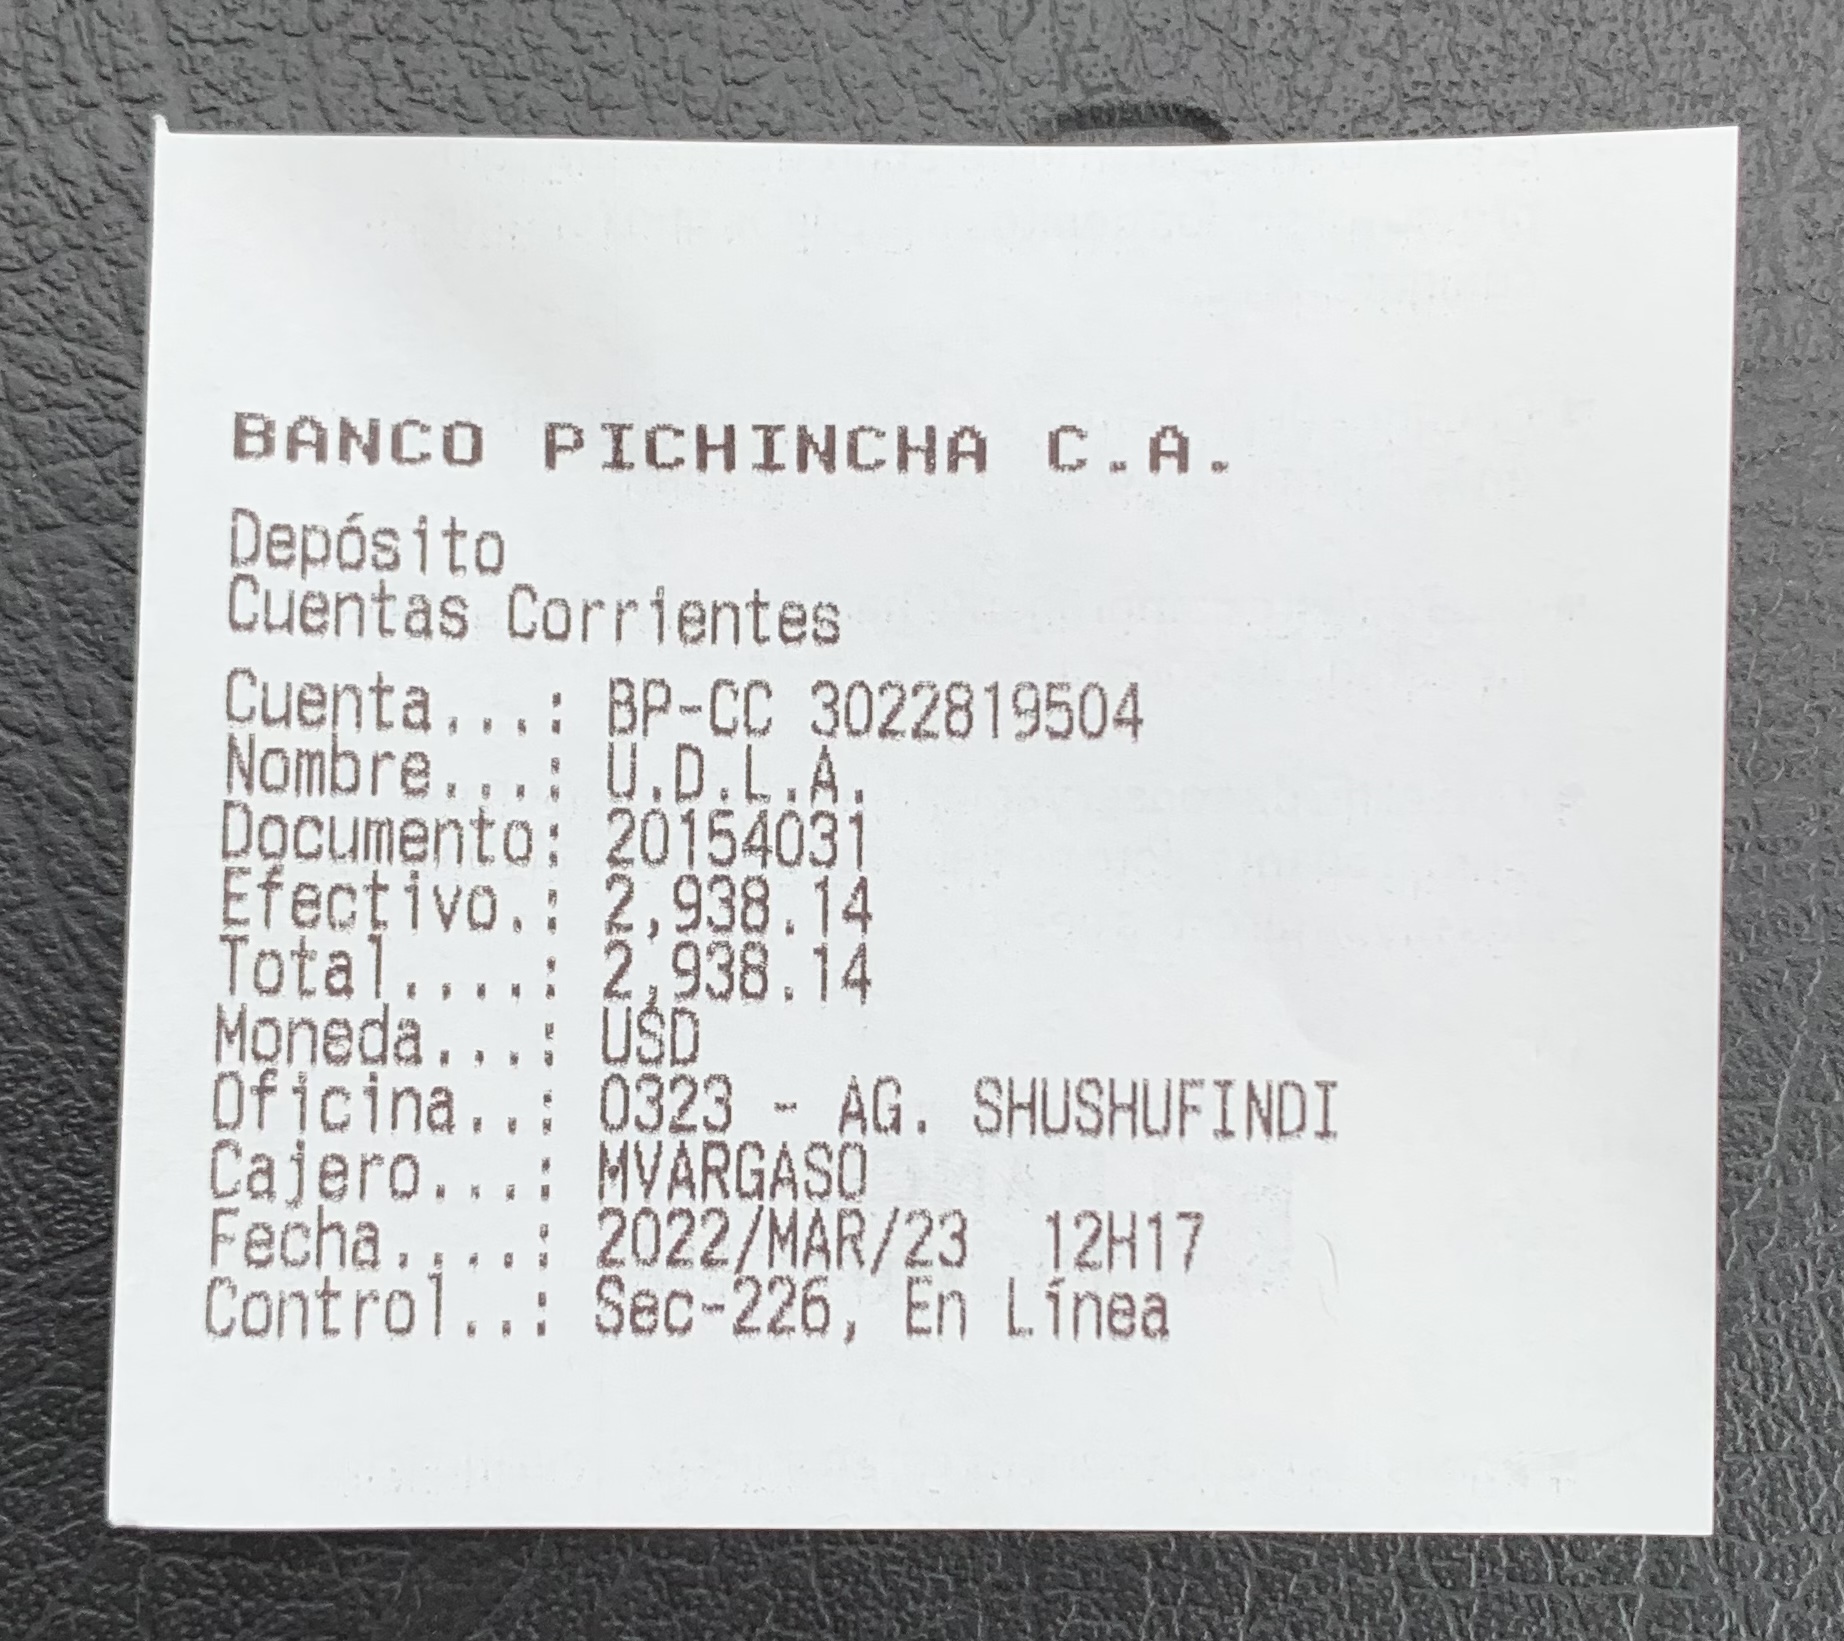 BANCO PICHINCHA C.A.
Depósito
Cuentas Corrientes
Cuenta...: BP-CC 3022819504
Nombre...: U.D.L.A.
Documento: 20154031
Efectivo.: 2,938.14
Total....: 2,938.14
Moneda...: USD
Oficina..: 0323 - AG. SHUSHUFINDI
Cajero...: MVARGASO
Fecha....: 2022/MAR/23 12H17
Control..: Sec-226, En Línea